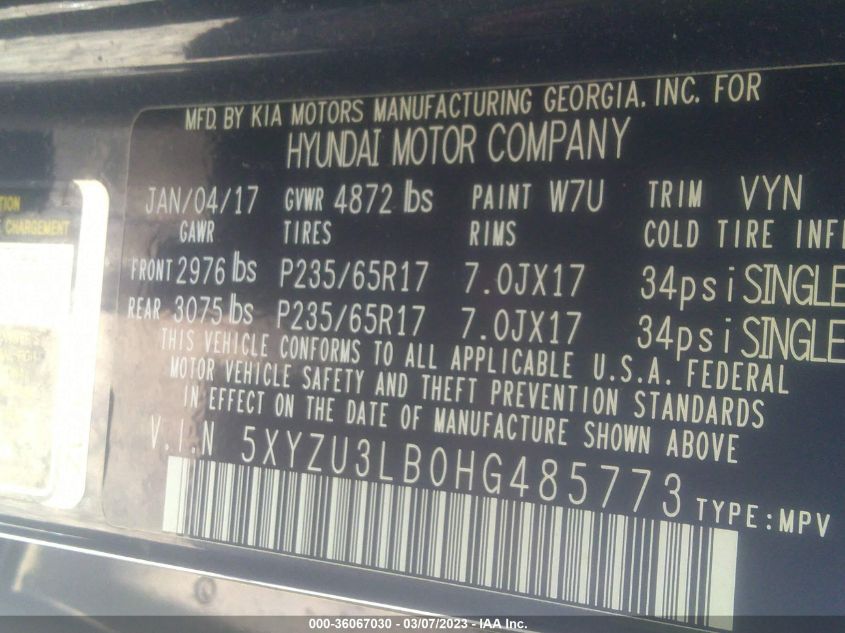 MFD. BY KIA MOTORS MANUFACTURING GEORGIA. INC. FOR
HYUNDAI MOTOR COMPANY
JAN/04/17 GVWR 4872 lbs PAINT W7U TRIM VYN
GAWR TIRES RIMS COLD TIRE INFL
FRONT 2976 lbs P235/65R17 7.0JX17 34psi SINGLE
REAR 3075 lbs P235/65R17 7.0JX17 34psi SINGLE
THIS VEHICLE CONFORMS TO ALL APPLICABLE U.S.A. FEDERAL
MOTOR VEHICLE SAFETY AND THEFT PREVENTION STANDARDS
IN EFFECT ON THE DATE OF MANUFACTURE SHOWN ABOVE
V.I.N 5XYZU3LB0HG485773 TYPE:MPV
CHARGEMENT
000-36067030 - 03/07/2023 - IAA Inc.